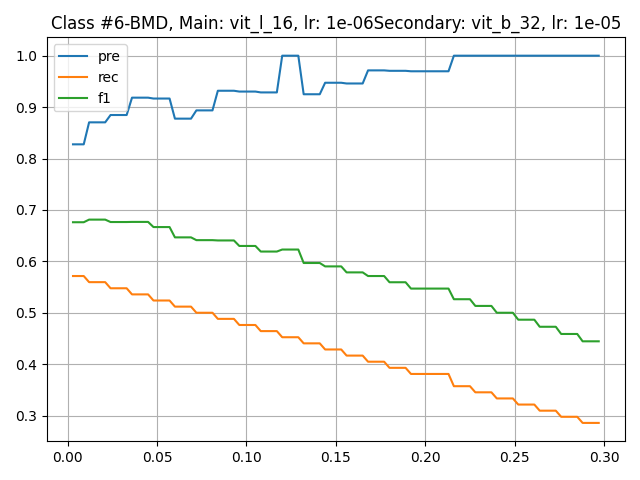 Class #6-BMD, Main: vit_l_16, lr: 1e-06Secondary: vit_b_32, lr: 1e-05
pre
rec
f1
1.0
0.9
0.8
0.7
0.6
0.5
0.4
0.3
0.00 0.05 0.10 0.15 0.20 0.25 0.30